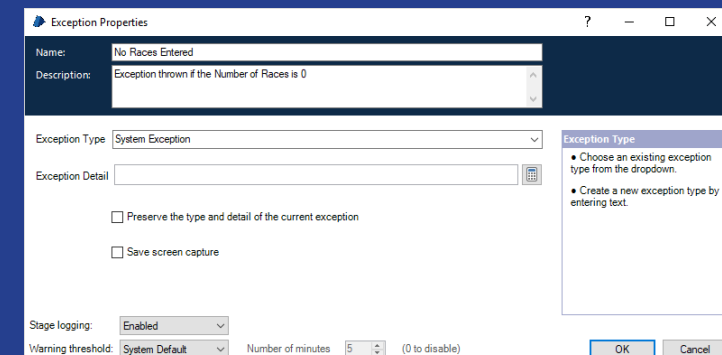 Exception Properties
?
Name: No Races Entered
Description: Exception thrown if the Number of Races is 0
Exception Type System Exception
Exception Type
• Choose an existing exception
type from the dropdown.
Exception Detail
• Create a new exception type by
entering text.
Preserve the type and detail of the current exception
Save screen capture
Stage logging: Enabled
Warning threshold: System Default Number of minutes 5 (0 to disable)
OK Cancel